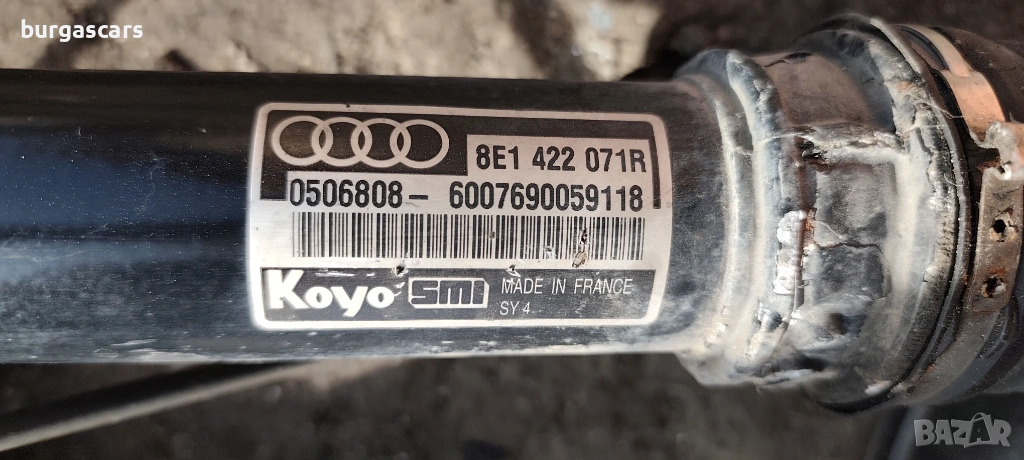 burgascars
8E1 422 071R
0506808- 6007690059118
Koyo SMI MADE IN FRANCE
SY 4
BAZAR